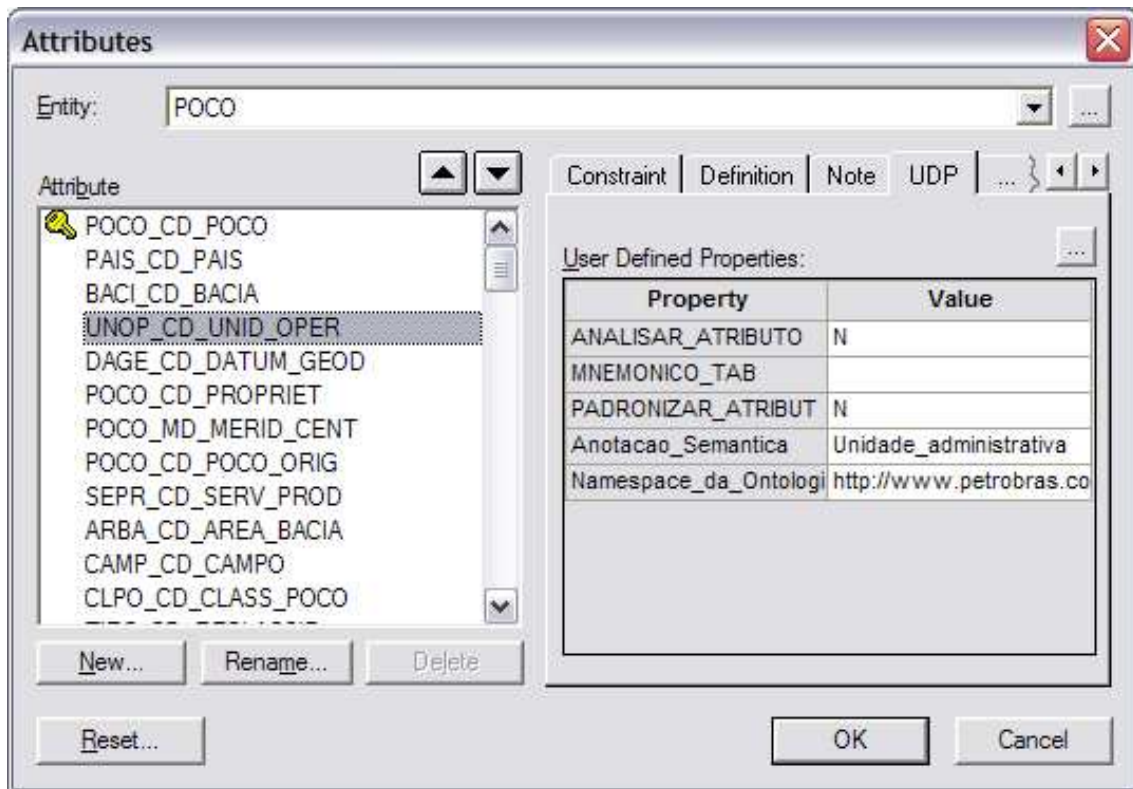 Attributes
Entity: POCO ...
Attribute
POCO_CD_POCO
PAIS_CD_PAIS
BACI_CD_BACIA
UNOP_CD_UNID_OPER
DAGE_CD_DATUM_GEOD
POCO_CD_PROPRIET
POCO_MD_MERID_CENT
POCO_CD_POCO_ORIG
SEPR_CD_SERV_PROD
ARBA_CD_AREA_BACIA
CAMP_CD_CAMPO
CLPO_CD_CLASS_POCO
New... Rename... Delete
Constraint Definition Note UDP ...
User Defined Properties: ...
Property Value
ANALISAR_ATRIBUTO N
MNEMONICO_TAB
PADRONIZAR_ATRIBUT N
Anotacao_Semantica Unidade_administrativa
Namespace_da_Ontologi http://www.petrobras.co
Reset... OK Cancel